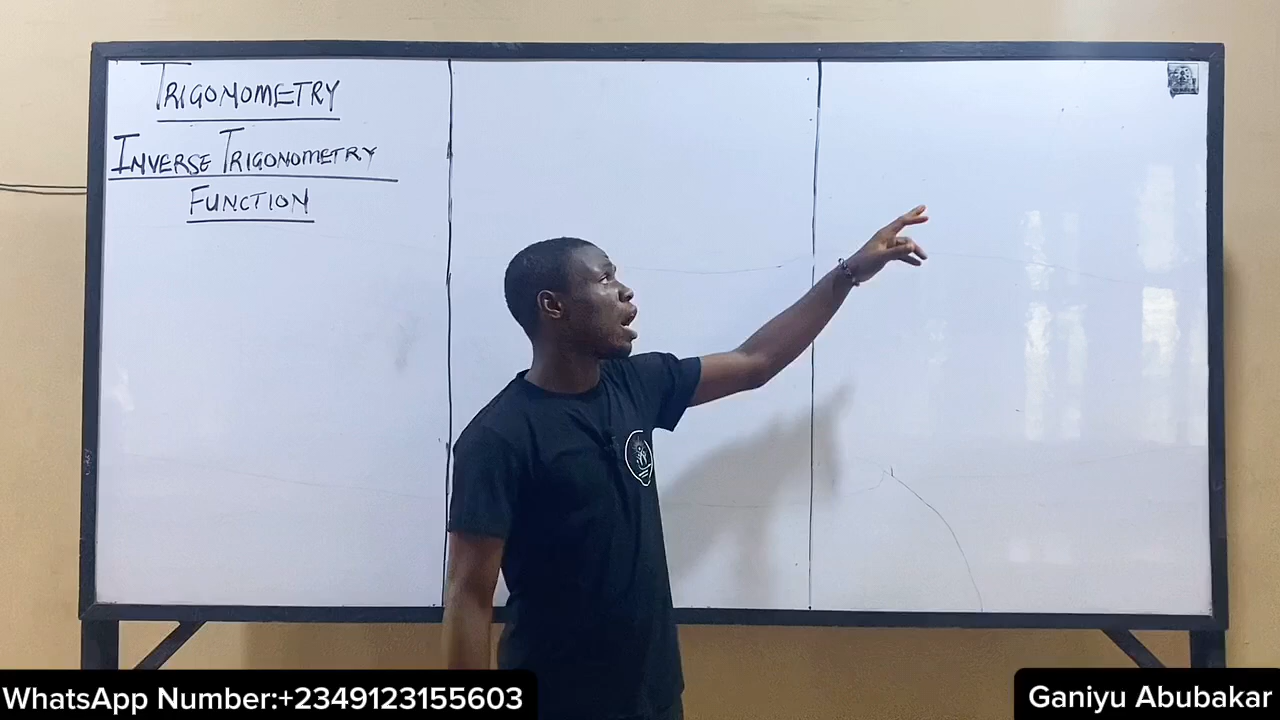 TRIGONOMETRY
INVERSE TRIGONOMETRY
FUNCTION
WhatsApp Number:+2349123155603
Ganiyu Abubakar